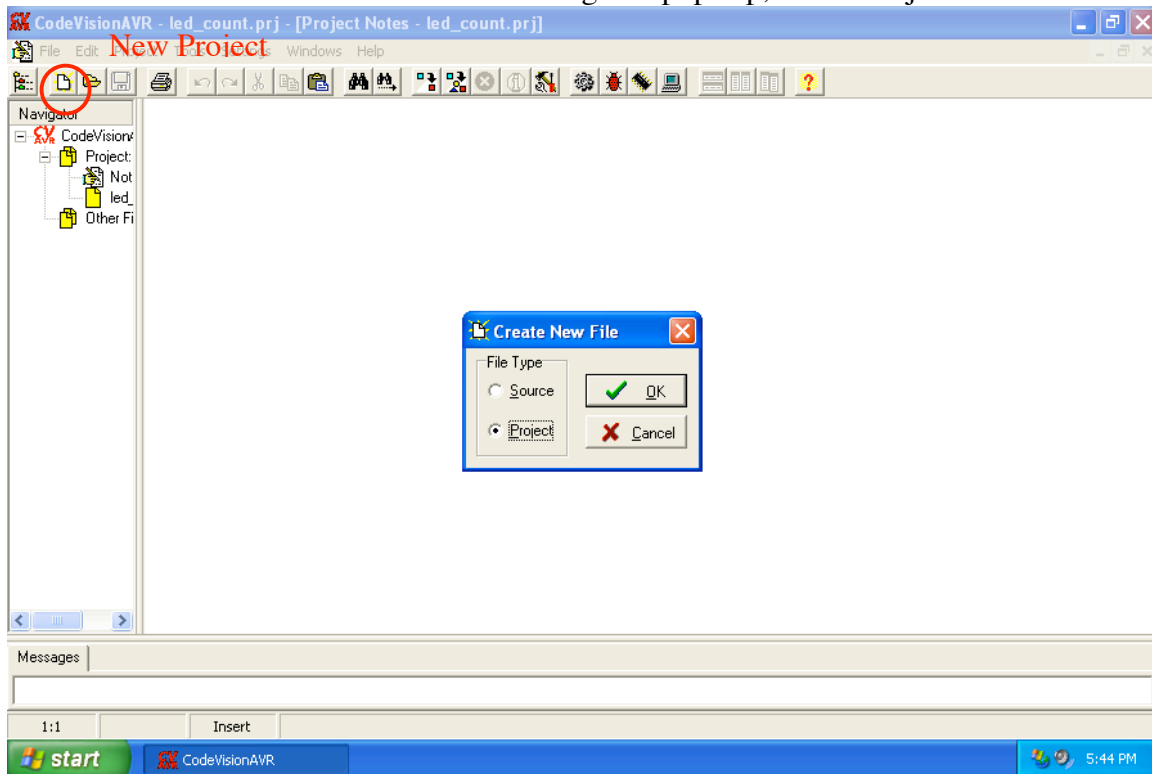 CodeVisionAVR - led_count.prj - [Project Notes - led_count.prj]
New Project
File Edit Windows Help
Navigator
CodeVision
Project:
Not
led_
Other Fi
Create New File
File Type
Source
OK
Project
Cancel
Messages
1:1 Insert
start CodeVisionAVR 5:44 PM